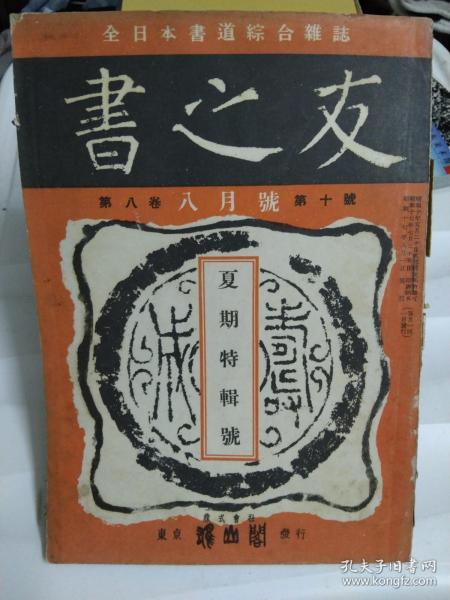 全日本書道綜合雜誌
書之友
第八卷 八月號 第十號
夏期特輯號
株式會社
東京 雄山閣 發行
孔夫子旧书网
www.kongfz.com